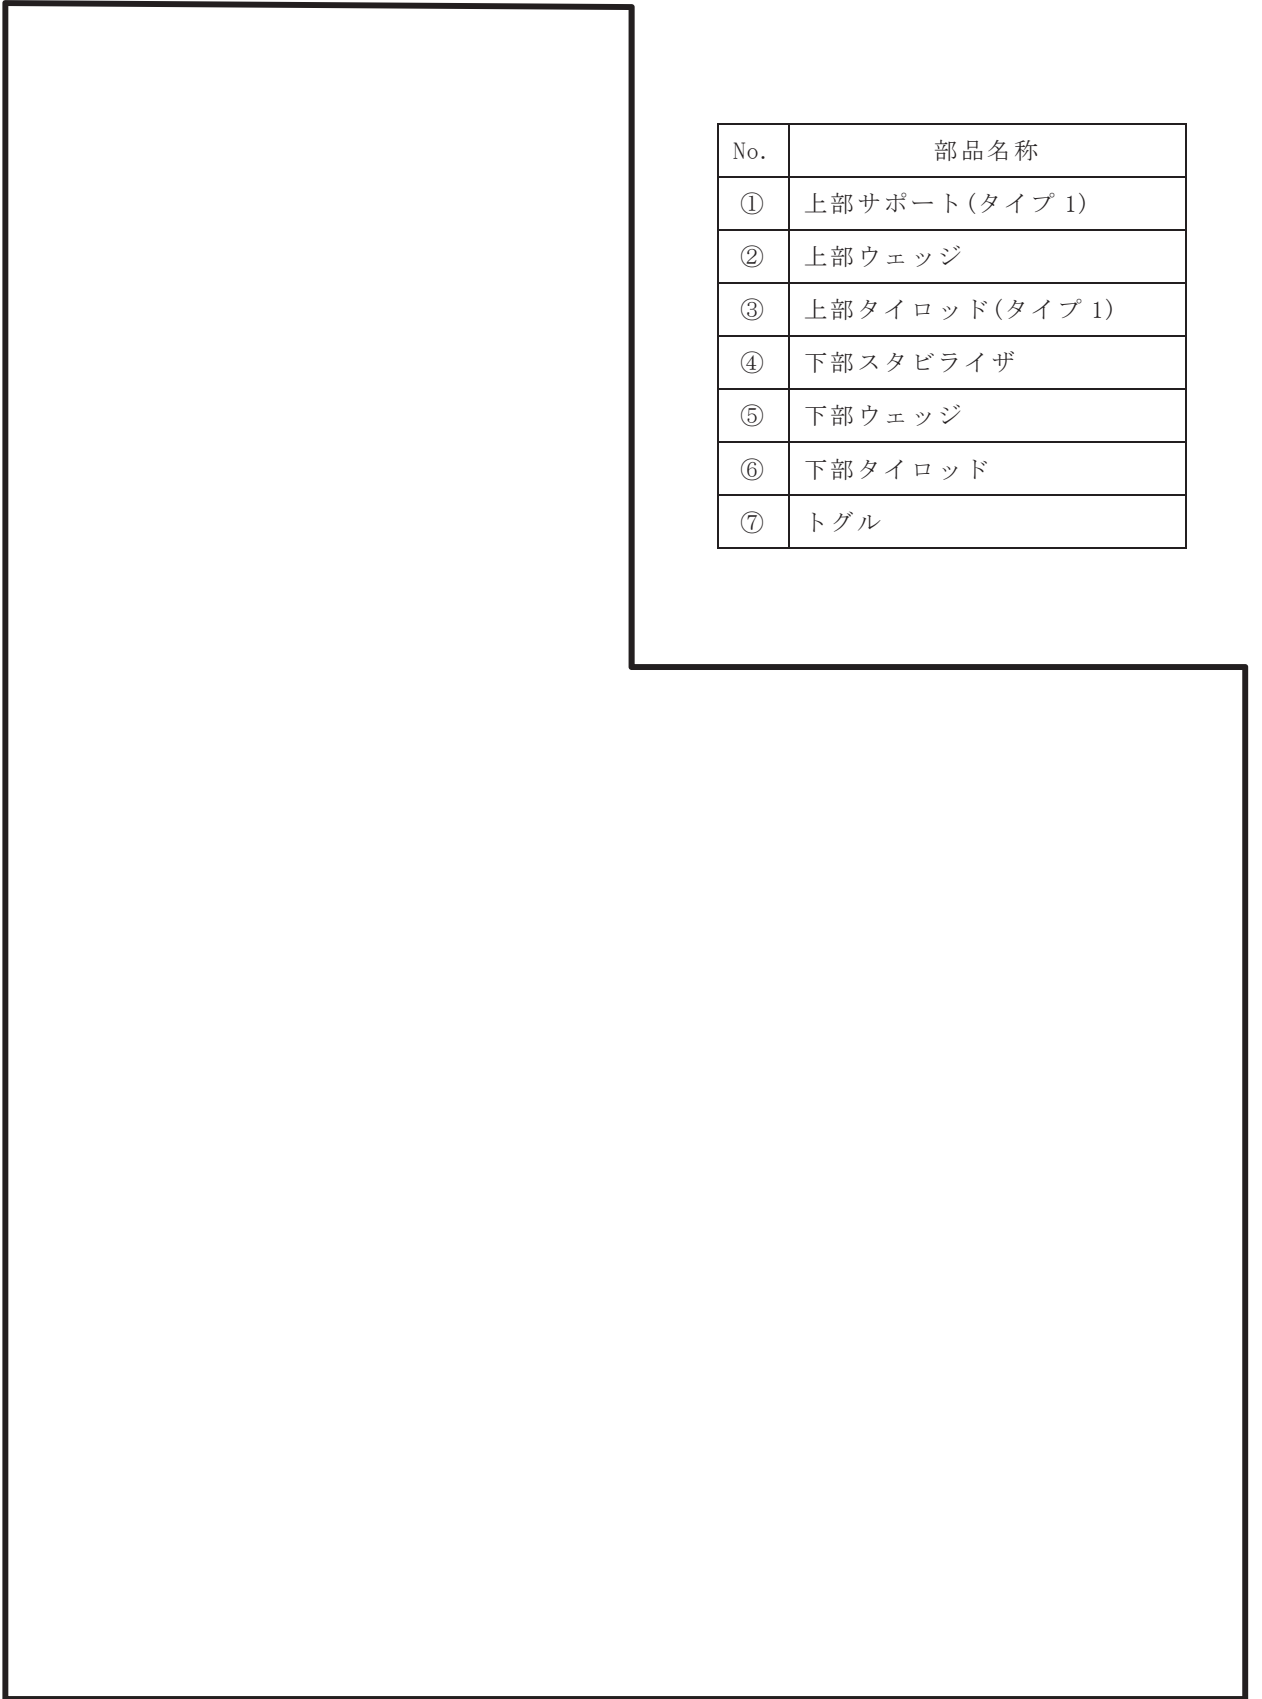 No. 部品名称
① 上部サポート(タイプ 1)
② 上部ウェッジ
③ 上部タイロッド(タイプ 1)
④ 下部スタビライザ
⑤ 下部ウェッジ
⑥ 下部タイロッド
⑦ トグル